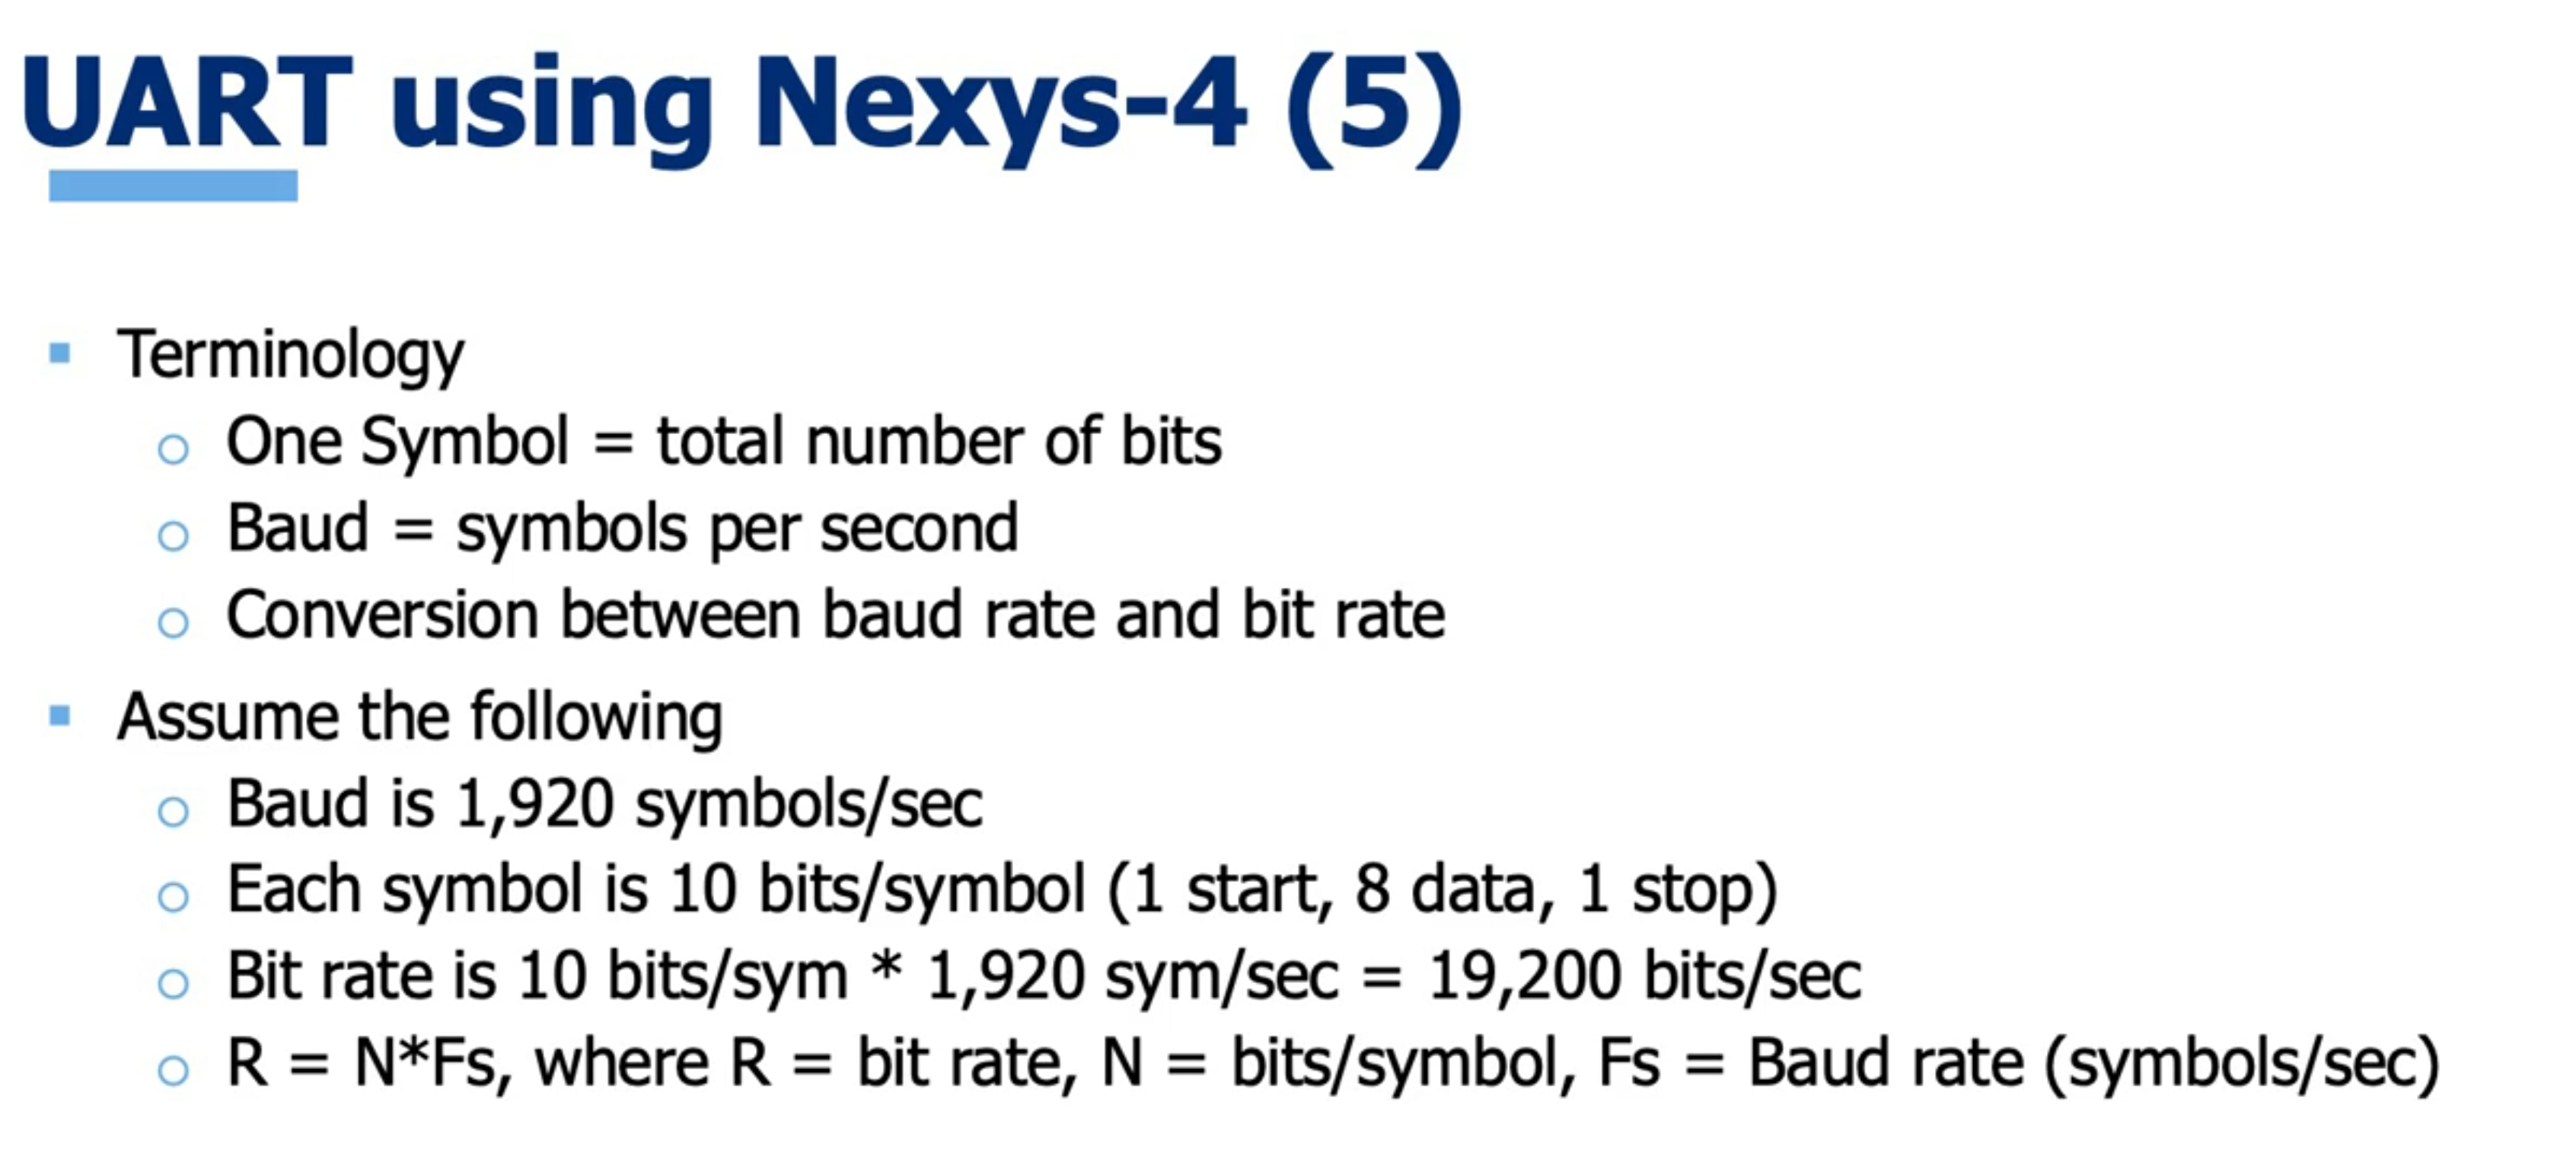 UART using Nexys-4 (5)
Terminology
One Symbol = total number of bits
Baud = symbols per second
Conversion between baud rate and bit rate
Assume the following
Baud is 1,920 symbols/sec
Each symbol is 10 bits/symbol (1 start, 8 data, 1 stop)
Bit rate is 10 bits/sym * 1,920 sym/sec = 19,200 bits/sec
R = N*Fs, where R = bit rate, N = bits/symbol, Fs = Baud rate (symbols/sec)